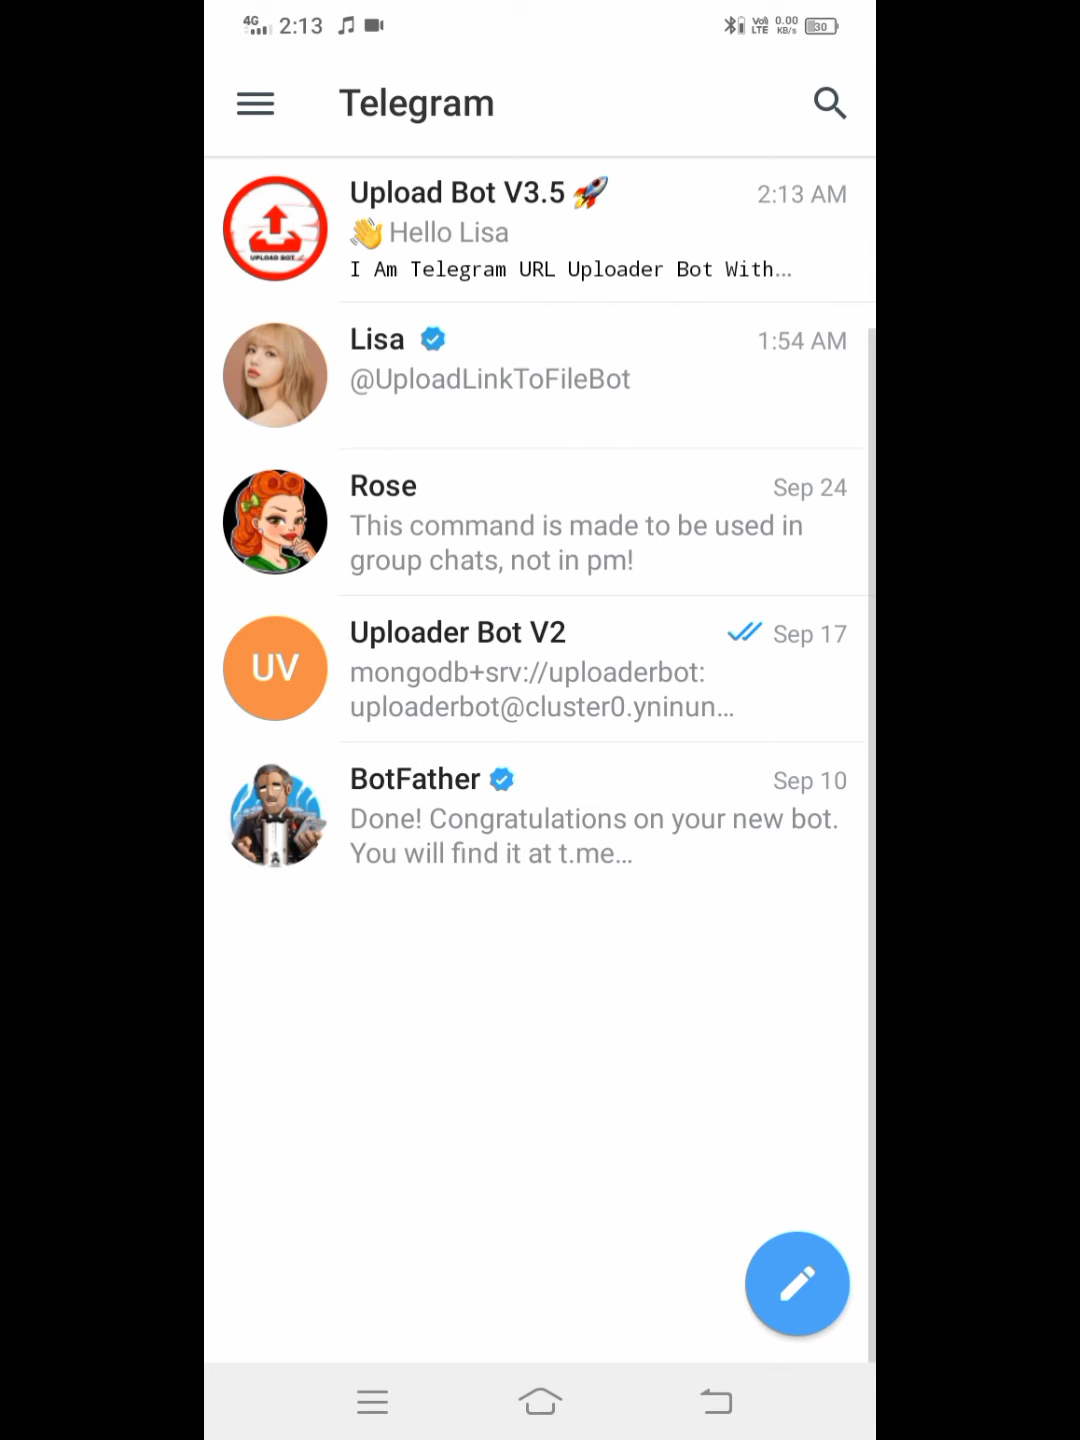 4G 2:13 Vo) LTE 0.00 KB/s 30
Telegram
Upload Bot V3.5 🚀 2:13 AM
👋 Hello Lisa
I Am Telegram URL Uploader Bot With...
UPLOAD BOT
Lisa 1:54 AM
@UploadLinkToFileBot
Rose Sep 24
This command is made to be used in
group chats, not in pm!
UV
Uploader Bot V2 Sep 17
mongodb+srv://uploaderbot:
uploaderbot@cluster0.yninun...
BotFather Sep 10
Done! Congratulations on your new bot.
You will find it at t.me...